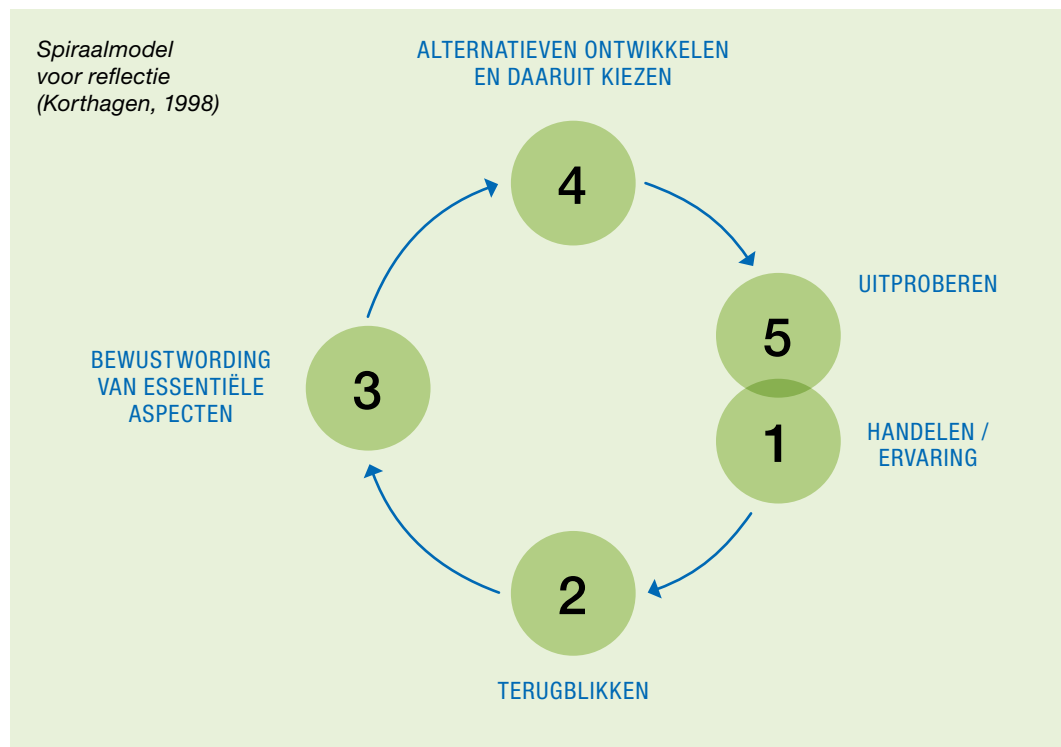 Spiraalmodel
voor reflectie
(Korthagen, 1998)
ALTERNATIEVEN ONTWIKKELEN
EN DAARUIT KIEZEN
4
5
UITPROBEREN
BEWUSTWORDING
VAN ESSENTIËLE
ASPECTEN
3
1
HANDELEN /
ERVARING
2
TERUGBLIKKEN